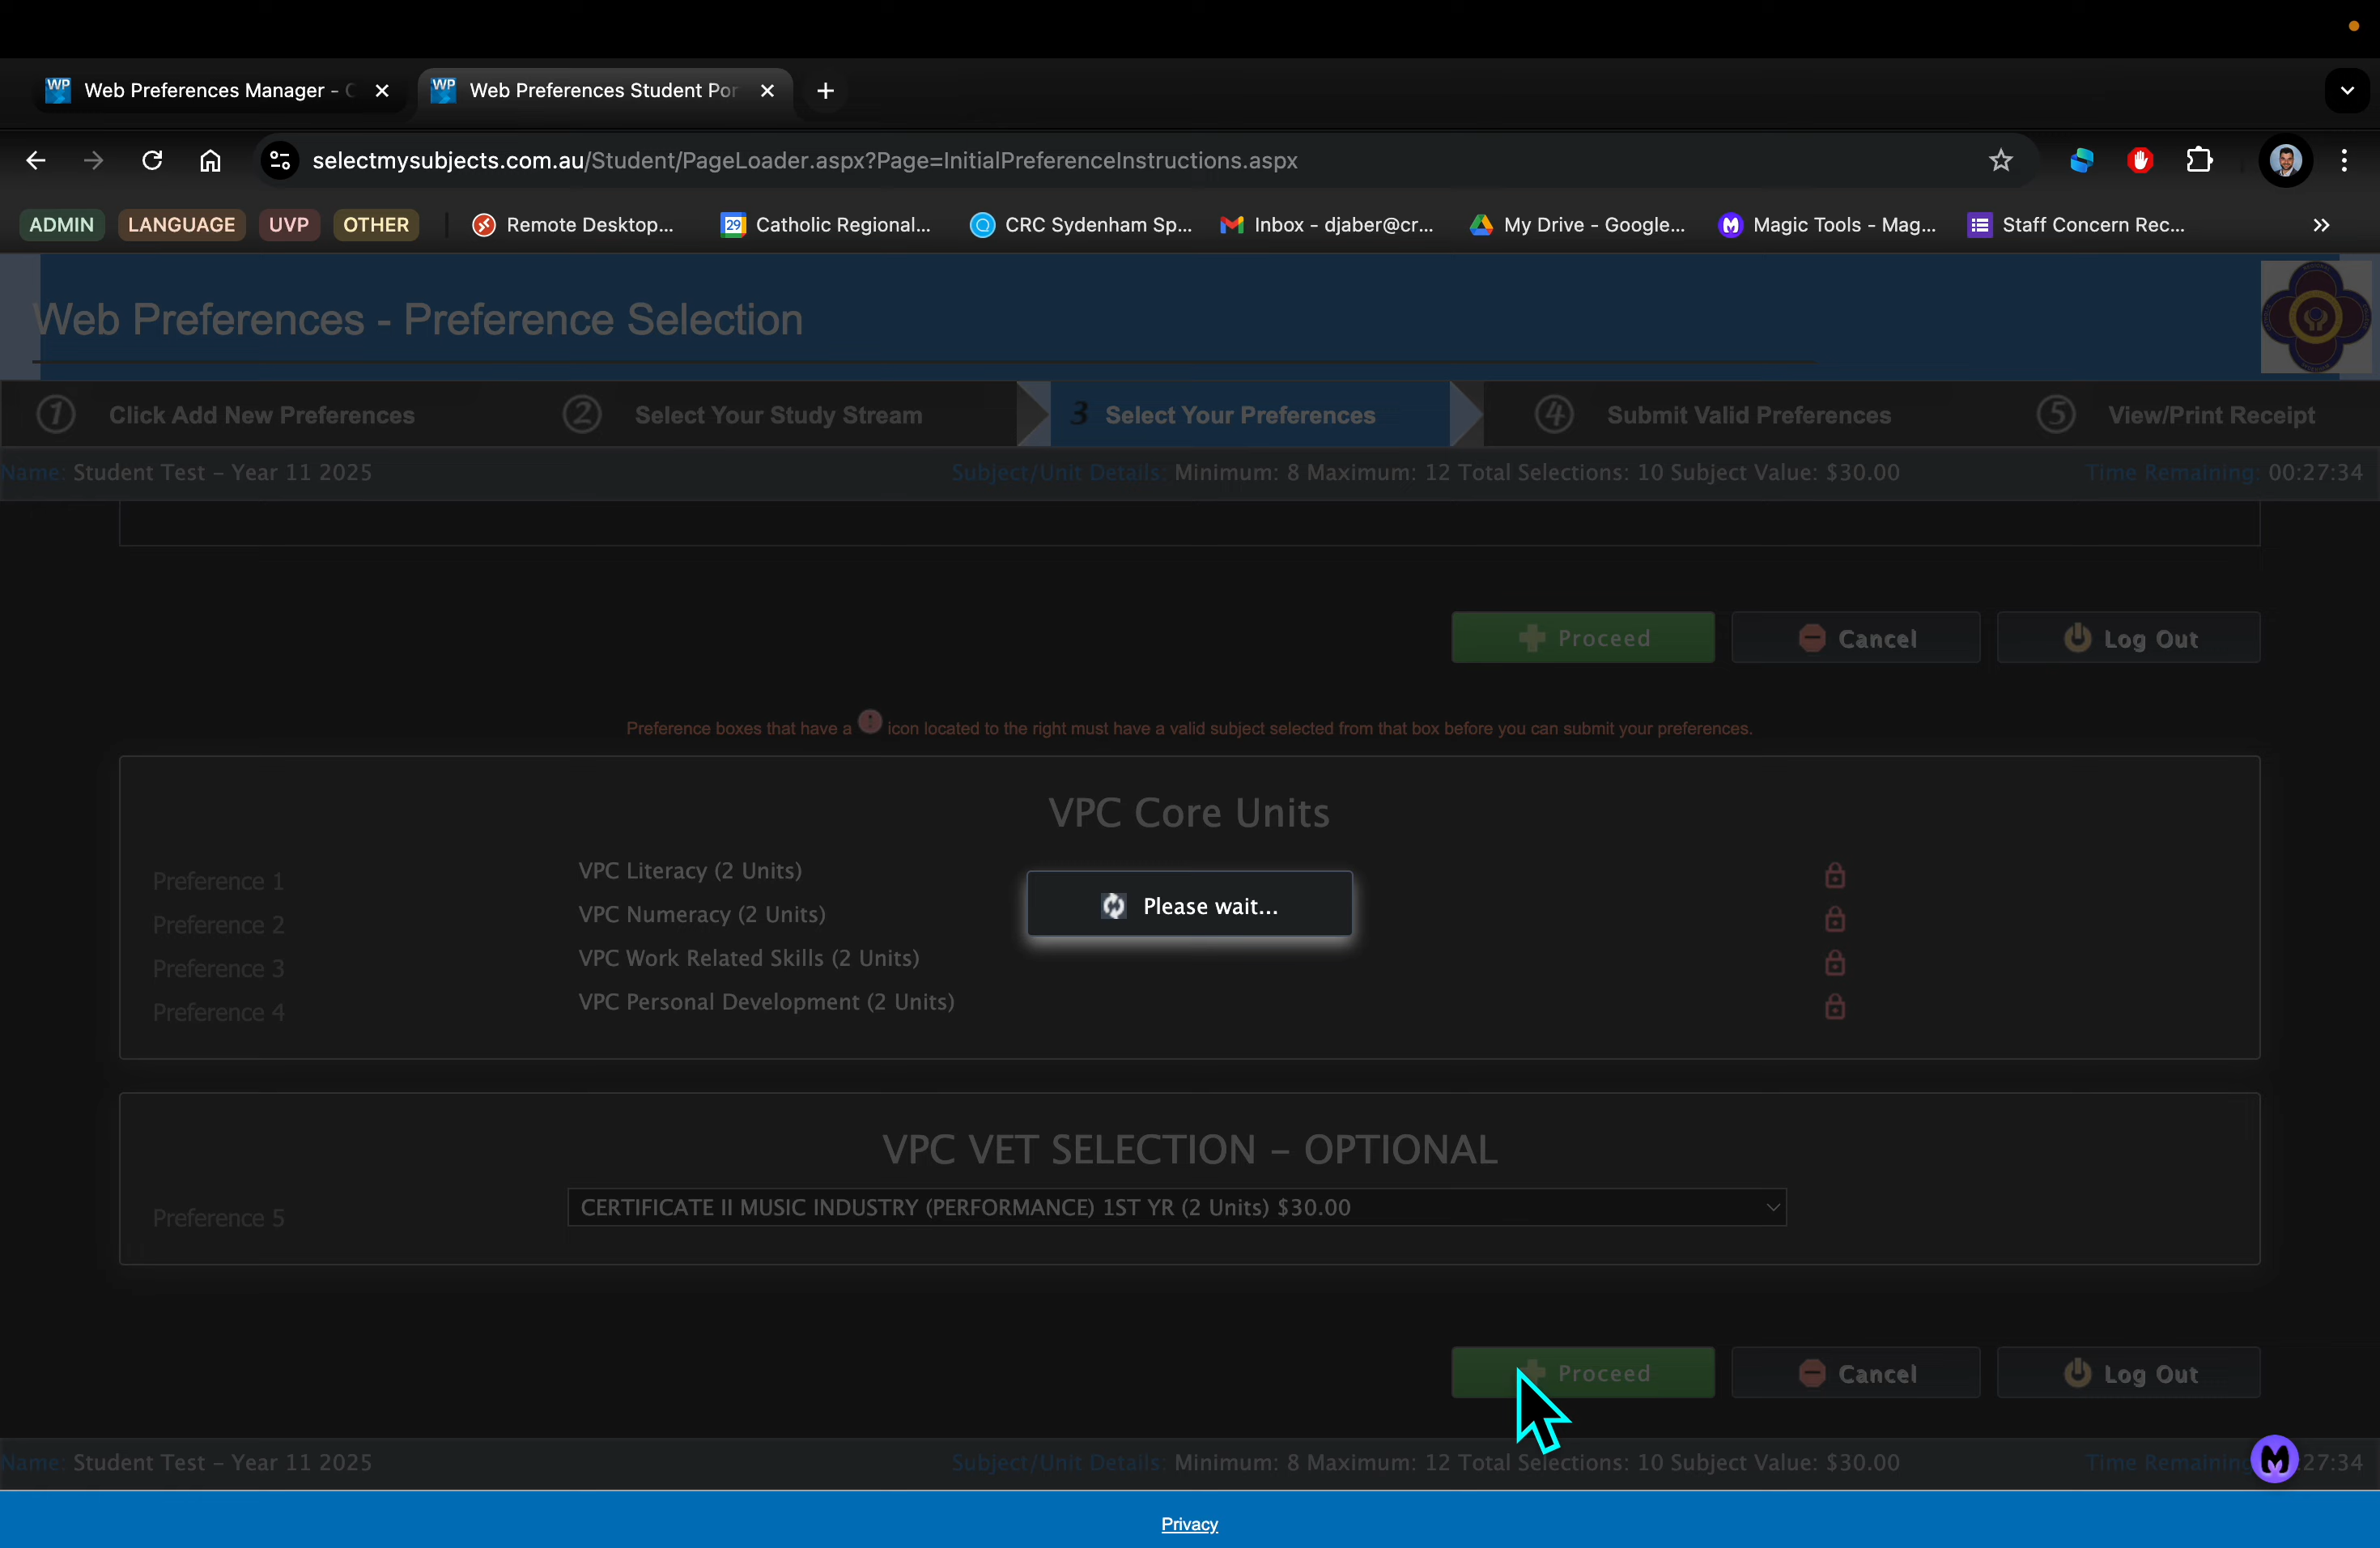 Web Preferences Manager - C
Web Preferences Student Por
selectmysubjects.com.au/Student/PageLoader.aspx?Page=InitialPreferenceInstructions.aspx
ADMIN LANGUAGE UVP OTHER Remote Desktop... Catholic Regional... CRC Sydenham Sp... Inbox - djaber@cr... My Drive - Google... Magic Tools - Mag... Staff Concern Rec...
Web Preferences - Preference Selection
1 Click Add New Preferences 2 Select Your Study Stream 3 Select Your Preferences 4 Submit Valid Preferences 5 View/Print Receipt
Name: Student Test – Year 11 2025 Subject/Unit Details: Minimum: 8 Maximum: 12 Total Selections: 10 Subject Value: $30.00 Time Remaining: 00:27:34
Proceed Cancel Log Out
Preference boxes that have a ! icon located to the right must have a valid subject selected from that box before you can submit your preferences.
VPC Core Units
Preference 1 VPC Literacy (2 Units)
Preference 2 VPC Numeracy (2 Units)
Preference 3 VPC Work Related Skills (2 Units)
Preference 4 VPC Personal Development (2 Units)
Please wait...
VPC VET SELECTION – OPTIONAL
Preference 5 CERTIFICATE II MUSIC INDUSTRY (PERFORMANCE) 1ST YR (2 Units) $30.00
Proceed Cancel Log Out
Name: Student Test – Year 11 2025 Subject/Unit Details: Minimum: 8 Maximum: 12 Total Selections: 10 Subject Value: $30.00 Time Remaining 27:34
Privacy